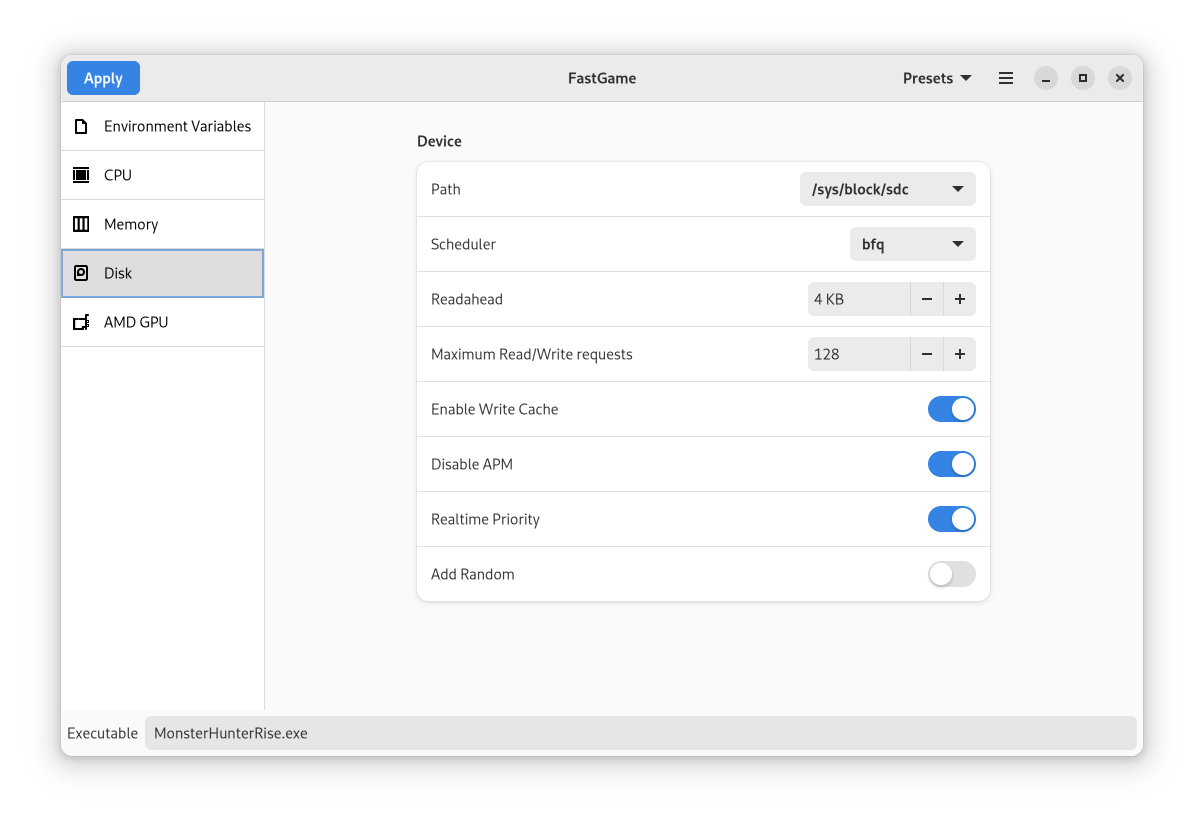 Apply
FastGame
Presets
Environment Variables
CPU
Memory
Disk
AMD GPU
Device
Path
/sys/block/sdc
Scheduler
bfq
Readahead
4 KB
Maximum Read/Write requests
128
Enable Write Cache
Disable APM
Realtime Priority
Add Random
Executable
MonsterHunterRise.exe